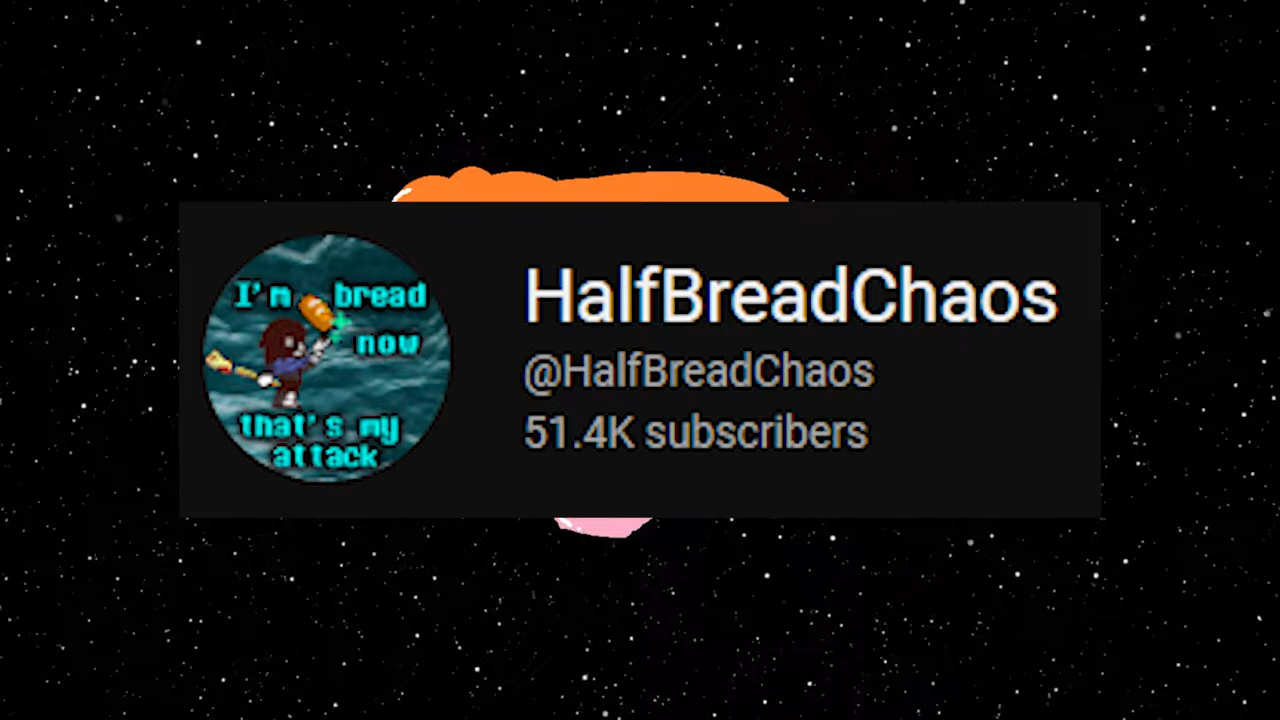 I'm bread
now
that's my
attack
HalfBreadChaos
@HalfBreadChaos
51.4K subscribers